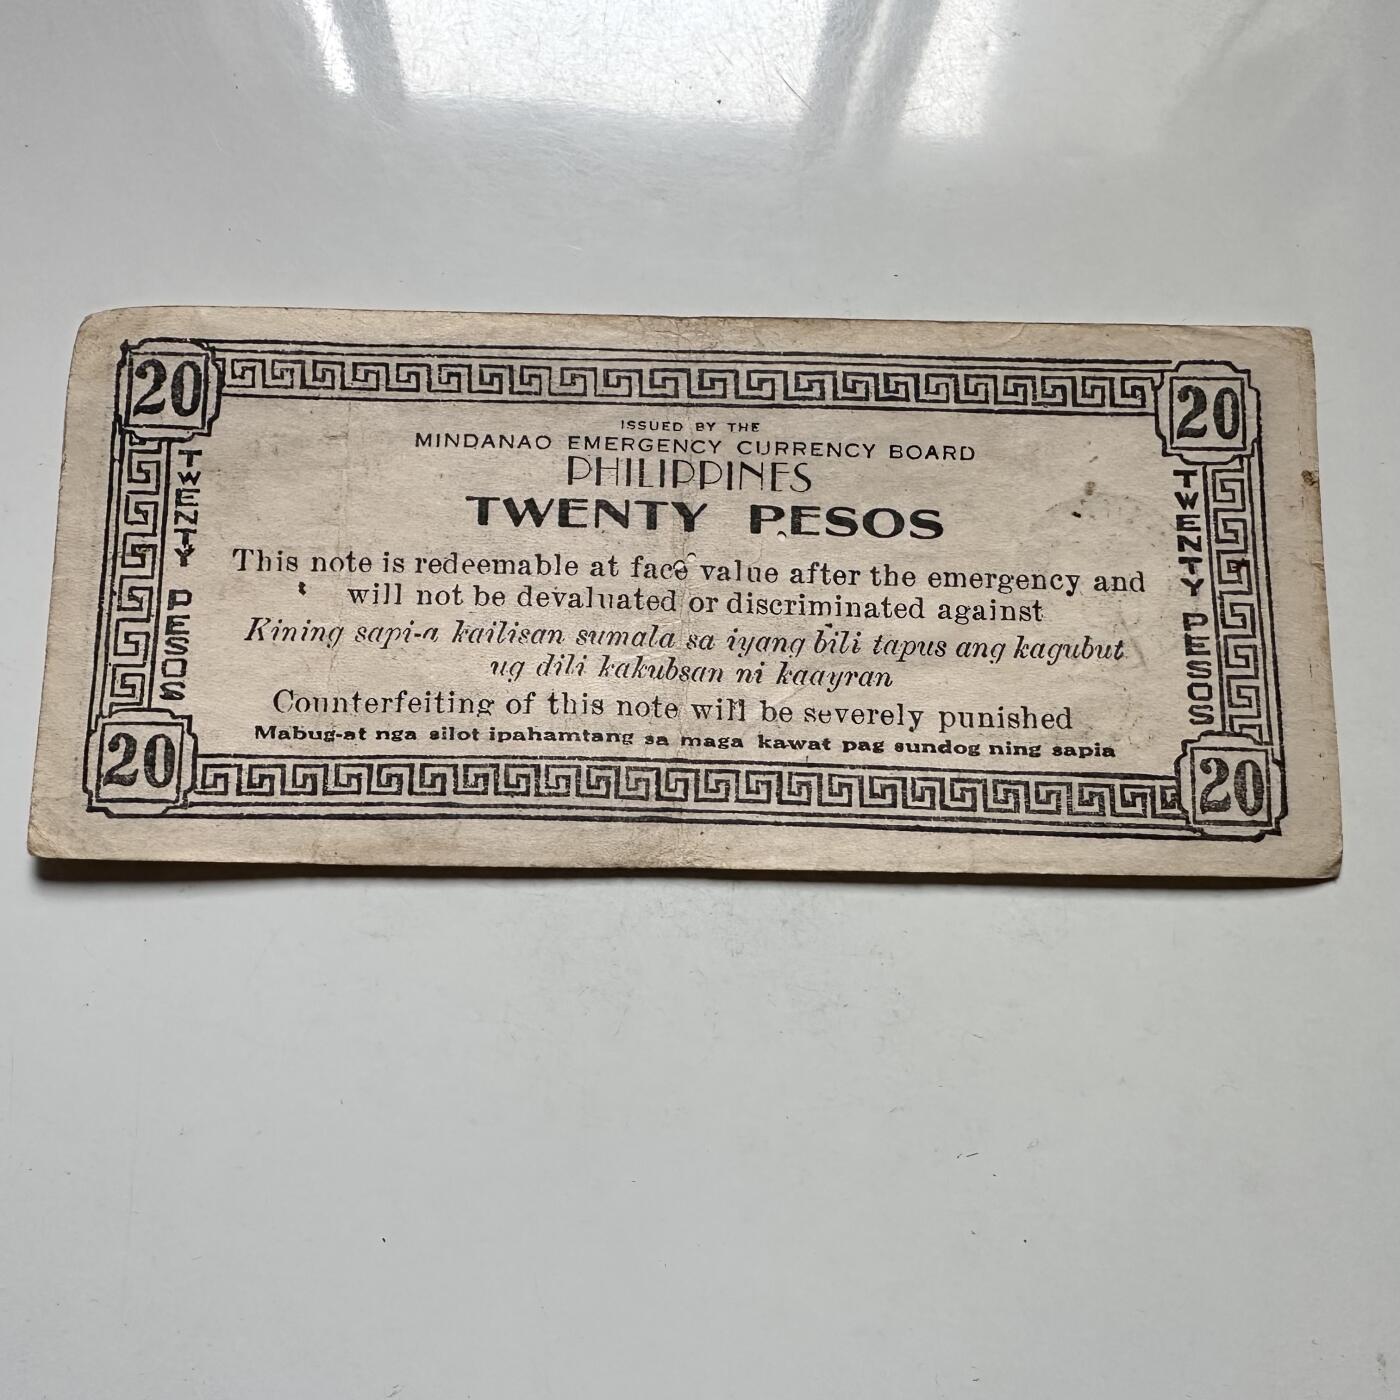 20
20
ISSUED BY THE
MINDANAO EMERGENCY CURRENCY BOARD
PHILIPPINES
TWENTY PESOS
TWENTY PESOS
TWENTY PESOS
This note is redeemable at face value after the emergency and
will not be devaluated or discriminated against
Kining sapi-a kailisan sumala sa iyang bili tapus ang kagubut
ug dili kakubsan ni kaayran
Counterfeiting of this note will be severely punished
Mabug-at nga silot ipahamtang sa maga kawat pag sundog ning sapia
20
20